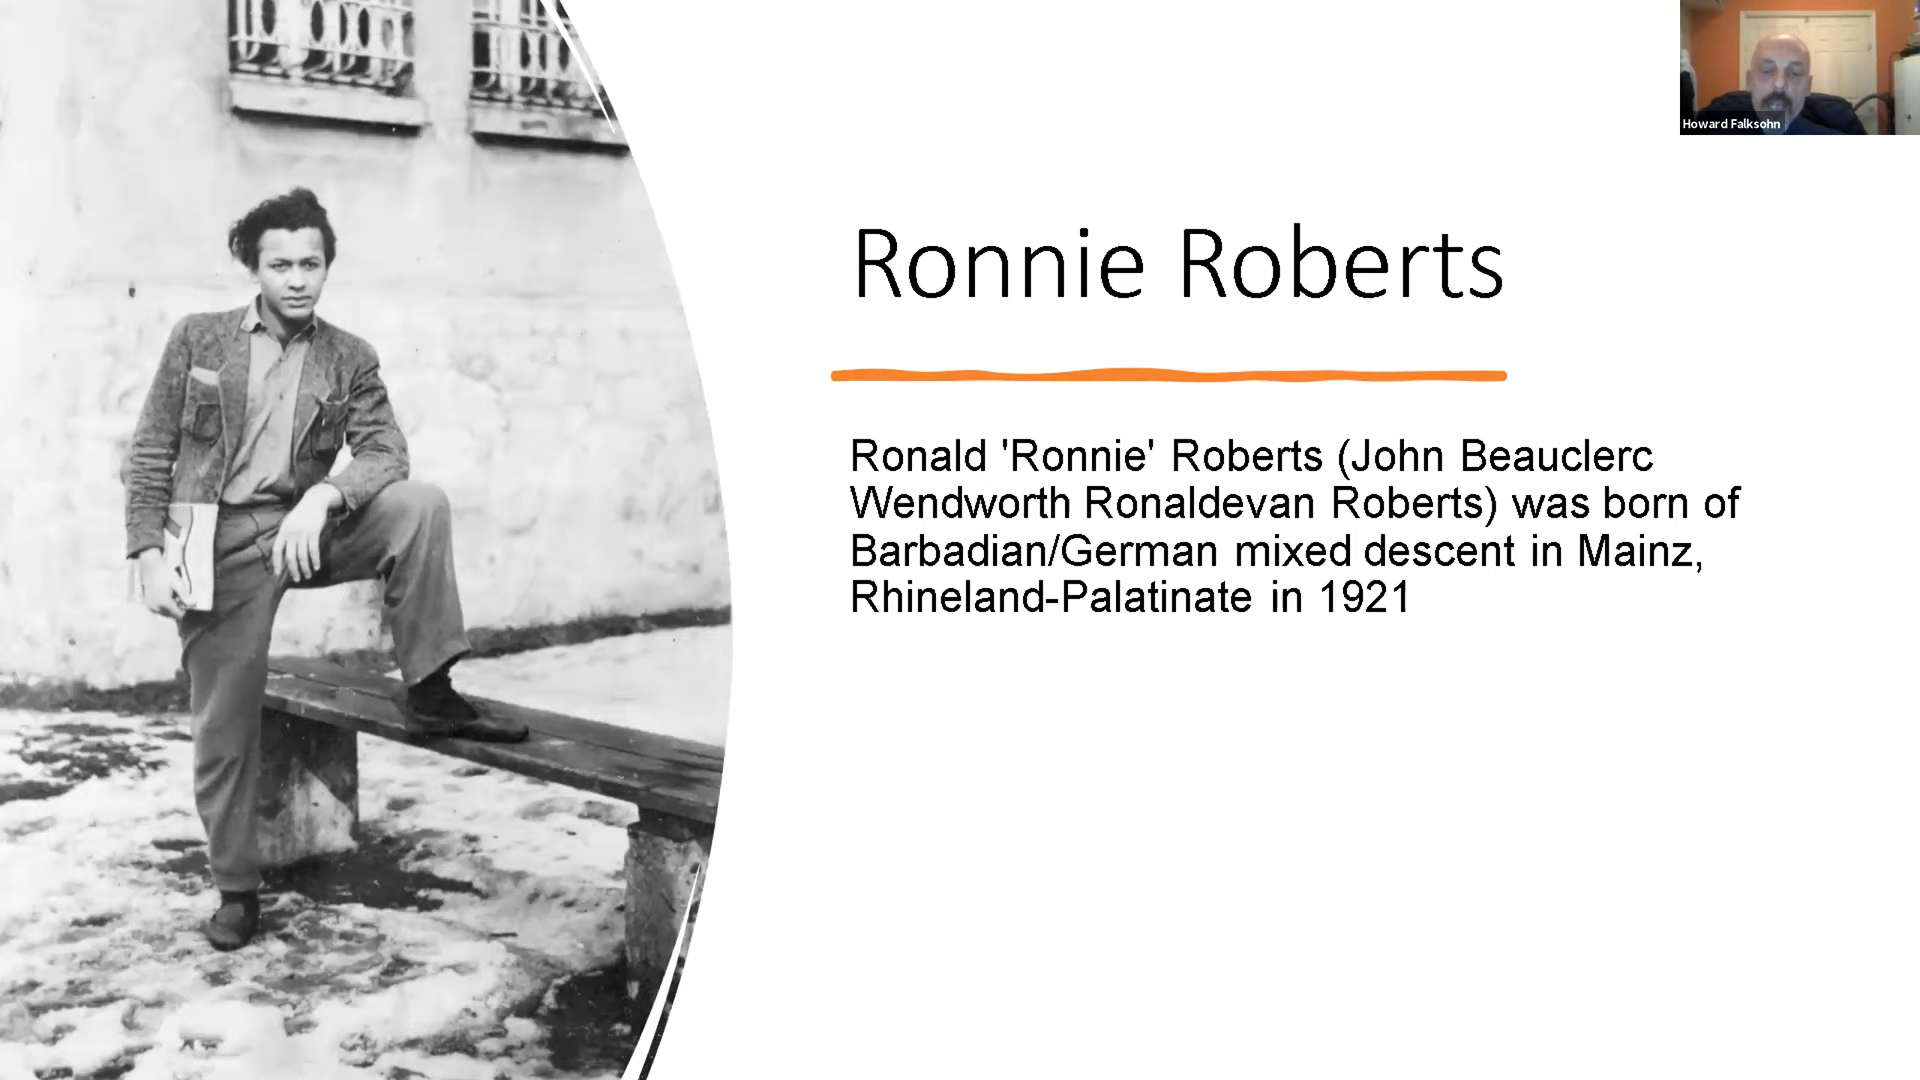 Howard Falksohn
Ronnie Roberts
Ronald 'Ronnie' Roberts (John Beauclerc
Wendworth Ronaldevan Roberts) was born of
Barbadian/German mixed descent in Mainz,
Rhineland-Palatinate in 1921